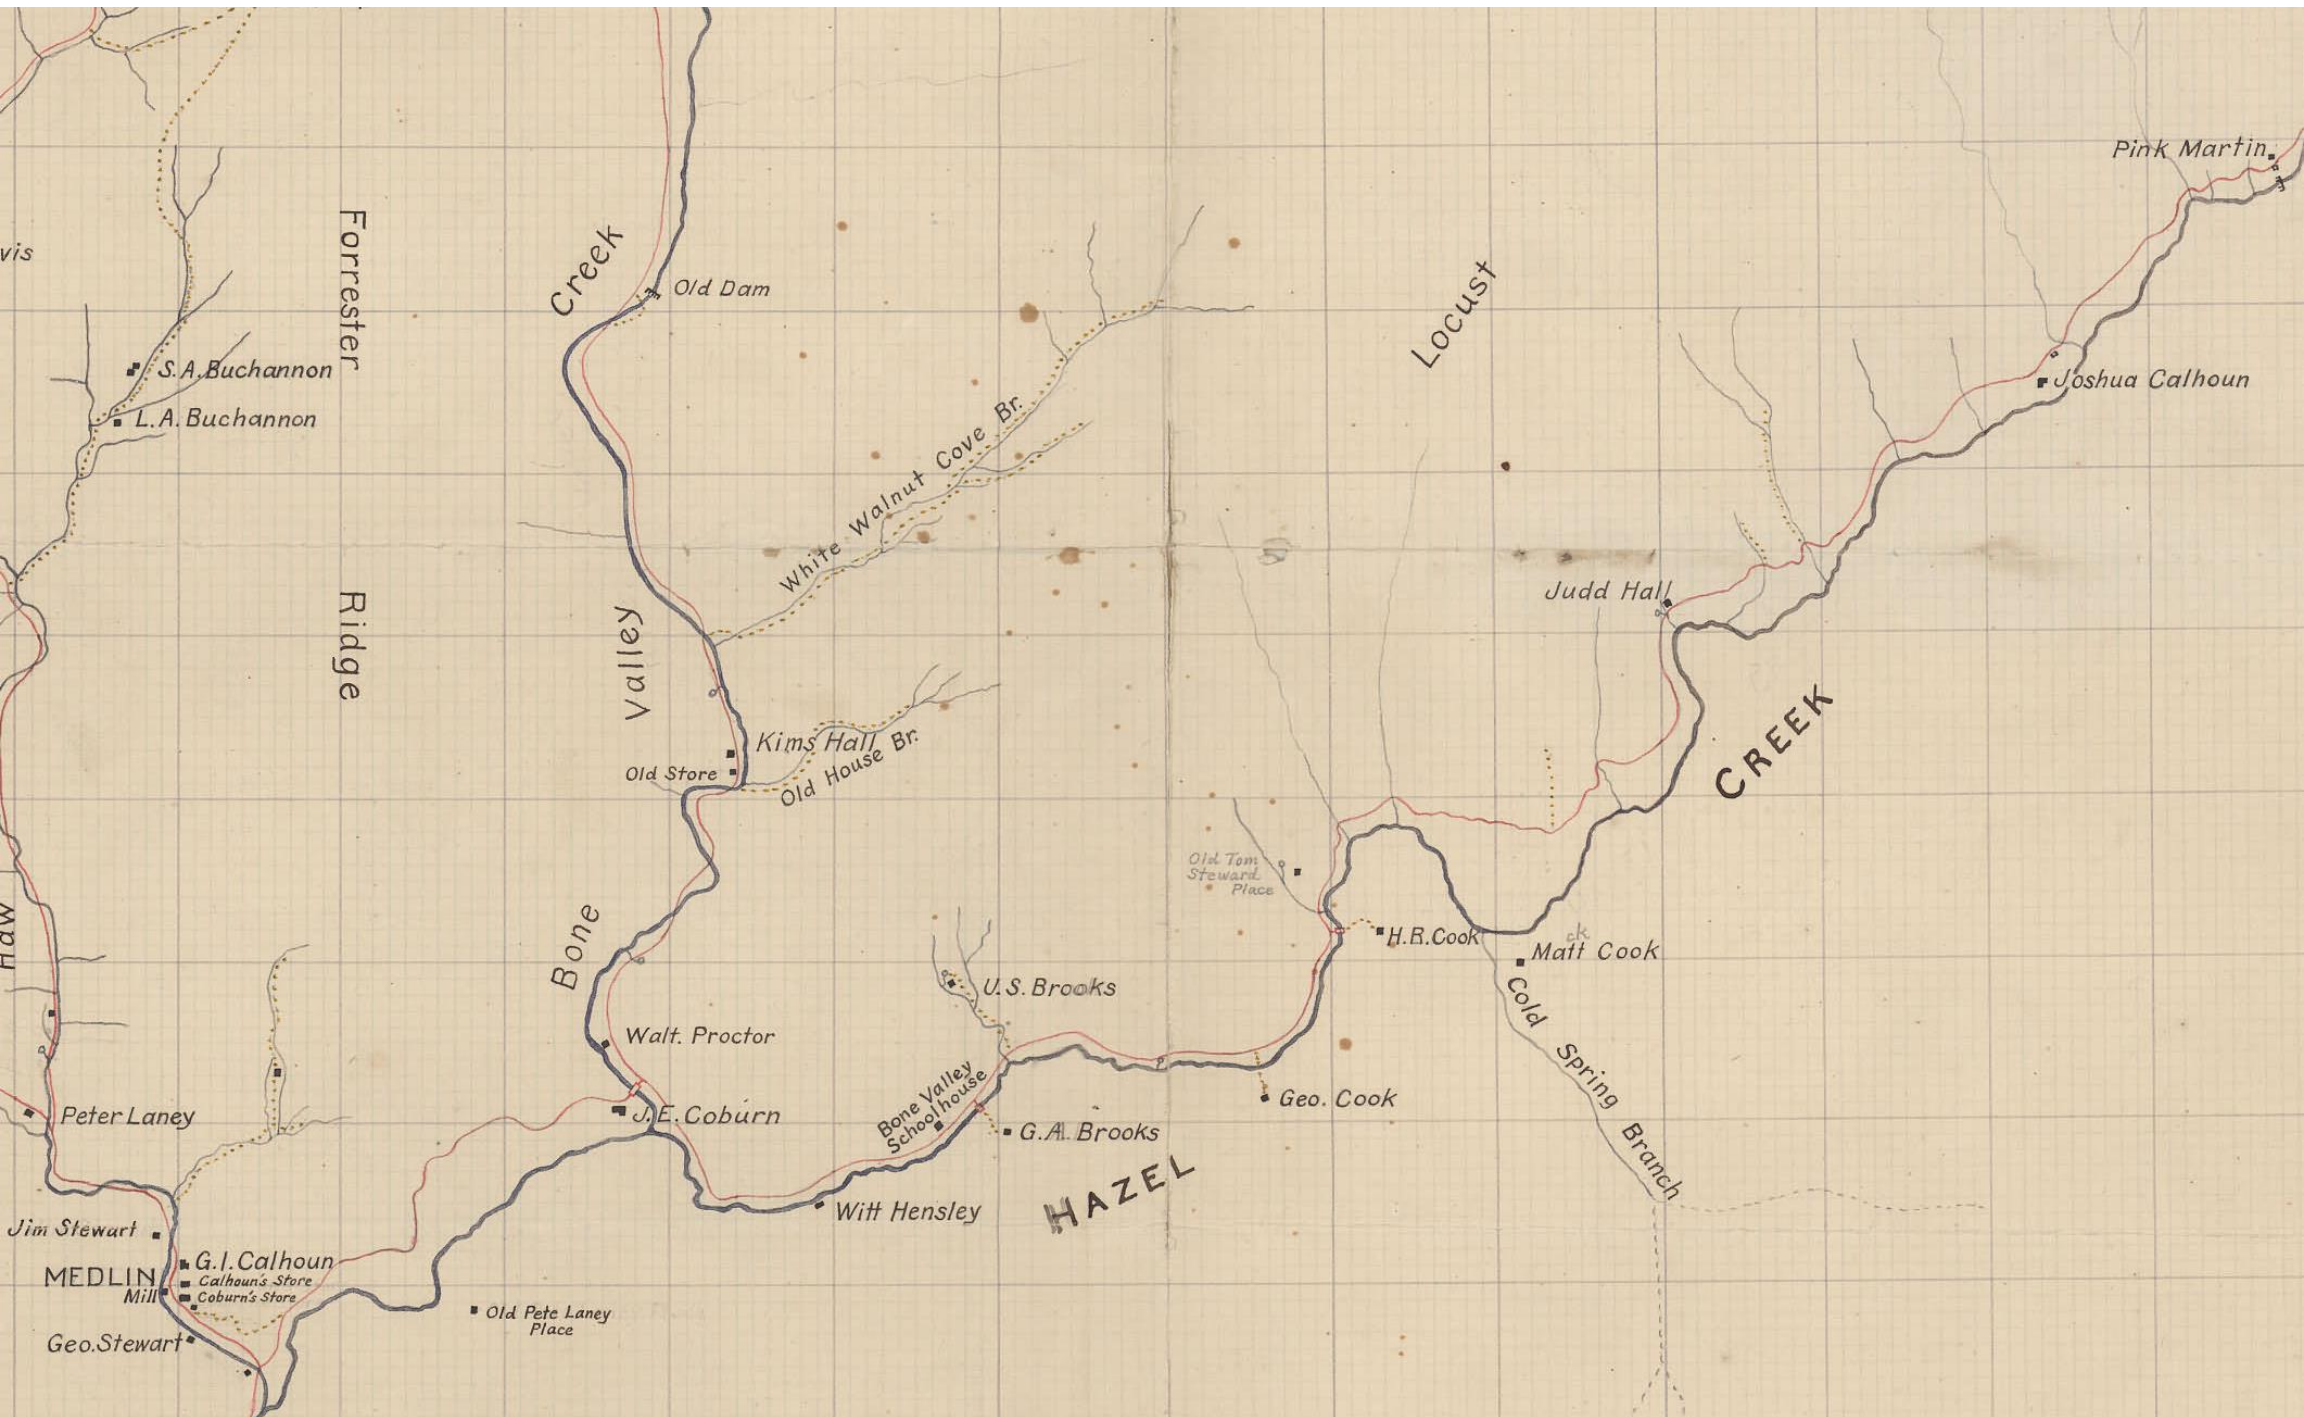 Pink Martin
Forrester
vis
Creek
Old Dam
Locust
S.A.Buchannon
Joshua Calhoun
L.A.Buchannon
White Walnut Cove Br.
Judd Hall
Ridge
Valley
Kims Hall
Old Store
Old House Br.
CREEK
Old Tom
Steward
Place
Haw
Bone
H.B.Cook
ck
Matt Cook
U.S. Brooks
Cold Spring Branch
Walt. Proctor
Bone Valley
Schoolhouse
Geo. Cook
Peter Laney
J.E.Coburn
G.A. Brooks
HAZEL
Witt Hensley
Jim Stewart
G.I.Calhoun
MEDLIN
Calhoun's Store
Mill
Coburn's Store
Old Pete Laney
Place
Geo.Stewart